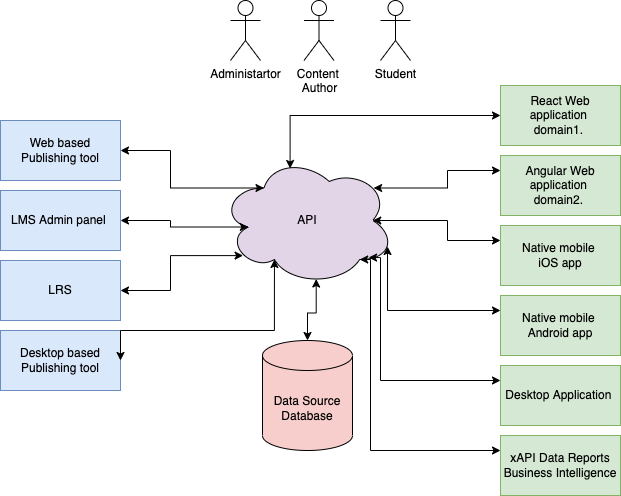 Administartor
Content
Author
Student
React Web
application
domain1.
Web based
Publishing tool
Angular Web
application
domain2.
LMS Admin panel
API
Native mobile
iOS app
LRS
Native mobile
Android app
Desktop based
Publishing tool
Data Source
Database
Desktop Application
xAPI Data Reports
Business Intelligence